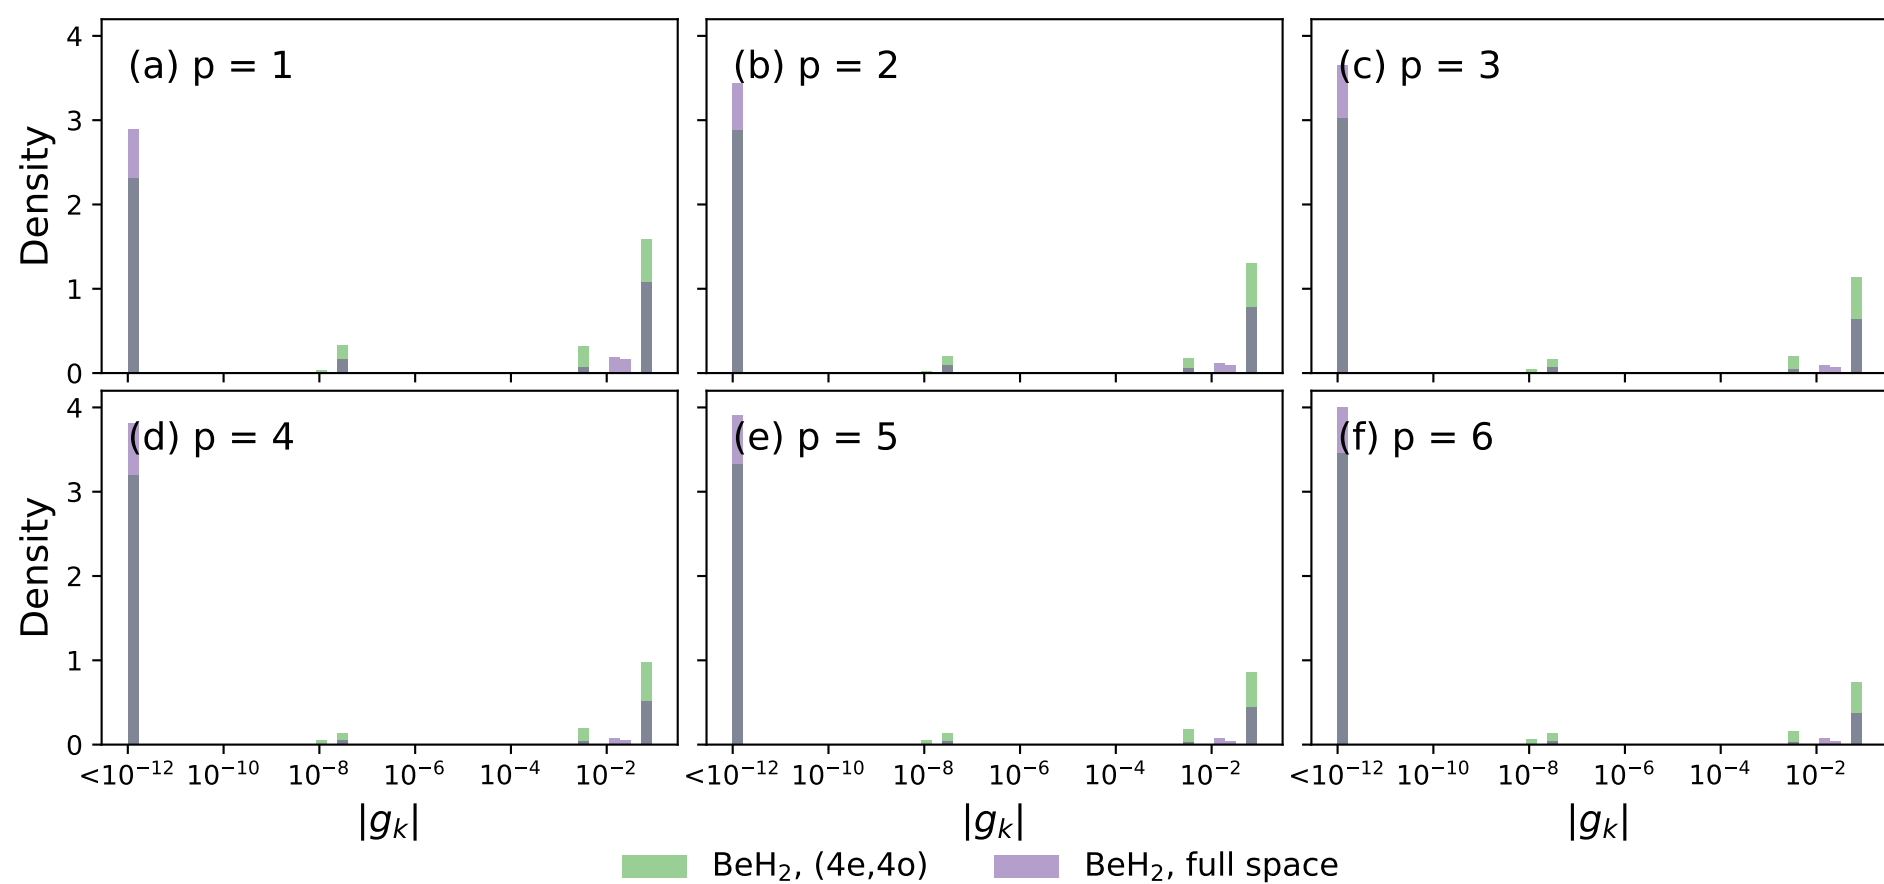 (a) p = 1
(b) p = 2
(c) p = 3
4
3
2
1
0
Density
(d) p = 4
(e) p = 5
(f) p = 6
4
3
2
1
0
Density
<10⁻¹² 10⁻¹⁰ 10⁻⁸ 10⁻⁶ 10⁻⁴ 10⁻²
<10⁻¹² 10⁻¹⁰ 10⁻⁸ 10⁻⁶ 10⁻⁴ 10⁻²
<10⁻¹² 10⁻¹⁰ 10⁻⁸ 10⁻⁶ 10⁻⁴ 10⁻²
|gₖ|
|gₖ|
|gₖ|
BeH₂, (4e,4o)
BeH₂, full space